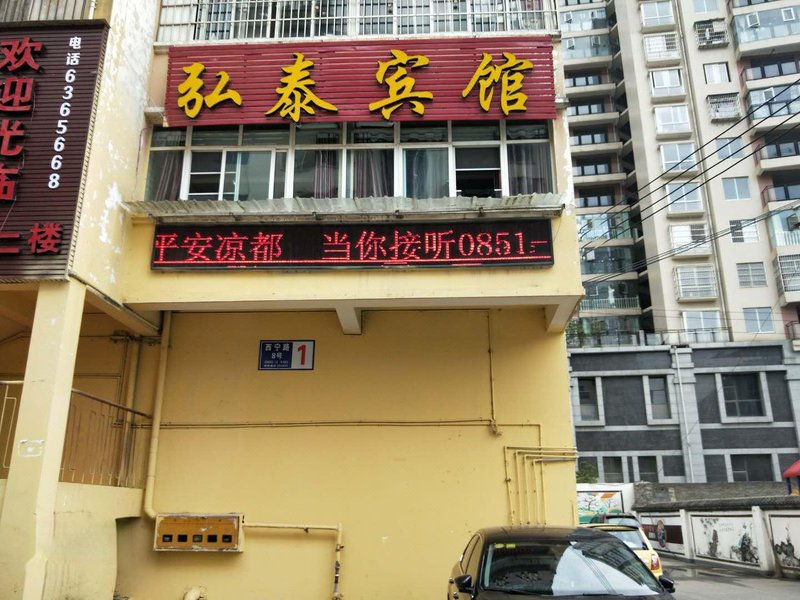 弘泰宾馆
欢迎光临
电话6365668
二楼
平安凉都 当你接听0851-
西宁路
8号
1